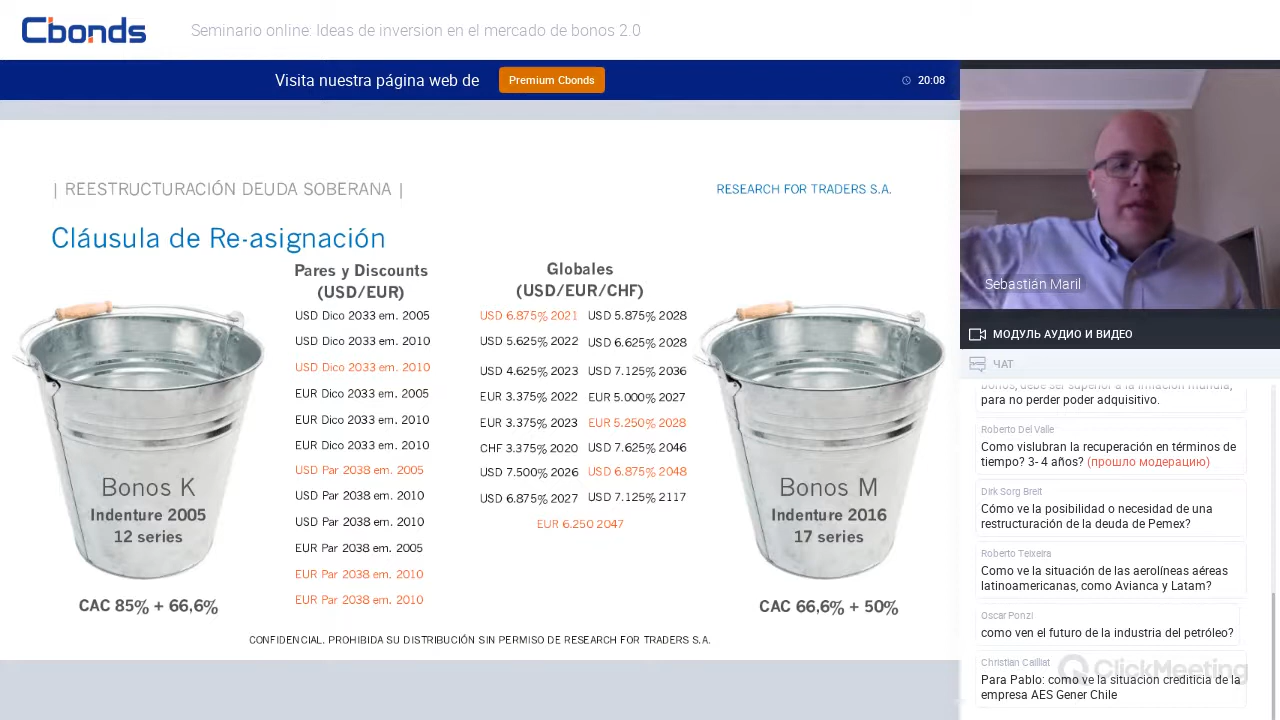 Cbonds
Seminario online: Ideas de inversion en el mercado de bonos 2.0
Visita nuestra página web de
Premium Cbonds
20:08
| REESTRUCTURACIÓN DEUDA SOBERANA |
RESEARCH FOR TRADERS S.A.
Cláusula de Re-asignación
Pares y Discounts
(USD/EUR)
USD Dico 2033 em. 2005
USD Dico 2033 em. 2010
USD Dico 2033 em. 2010
EUR Dico 2033 em. 2005
EUR Dico 2033 em. 2010
EUR Dico 2033 em. 2010
USD Par 2038 em. 2005
USD Par 2038 em. 2010
USD Par 2038 em. 2010
EUR Par 2038 em. 2005
EUR Par 2038 em. 2010
EUR Par 2038 em. 2010
Globales
(USD/EUR/CHF)
USD 6.875% 2021 USD 5.875% 2028
USD 5.625% 2022 USD 6.625% 2028
USD 4.625% 2023 USD 7.125% 2036
EUR 3.375% 2022 EUR 5.000% 2027
EUR 3.375% 2023 EUR 5.250% 2028
CHF 3.375% 2020 USD 7.625% 2046
USD 7.500% 2026 USD 6.875% 2048
USD 6.875% 2027 USD 7.125% 2117
EUR 6.250 2047
Bonos K
Indenture 2005
12 series
CAC 85% + 66,6%
Bonos M
Indenture 2016
17 series
CAC 66,6% + 50%
CONFIDENCIAL. PROHIBIDA SU DISTRIBUCIÓN SIN PERMISO DE RESEARCH FOR TRADERS S.A.
Sebastián Maril
МОДУЛЬ АУДИО И ВИДЕО
ЧАТ
bonos, debe ser superior a la inflación mundia,
para no perder poder adquisitivo.
Roberto Del Valle
Como vislubran la recuperación en términos de
tiempo? 3- 4 años? (прошло модерацию)
Dirk Sorg Breit
Cómo ve la posibilidad o necesidad de una
restructuración de la deuda de Pemex?
Roberto Teixeira
Como ve la situación de las aerolíneas aéreas
latinoamericanas, como Avianca y Latam?
Oscar Ponzi
como ven el futuro de la industria del petróleo?
Christian Cailliat
Para Pablo: como ve la situación crediticia de la
empresa AES Gener Chile
ClickMeeting